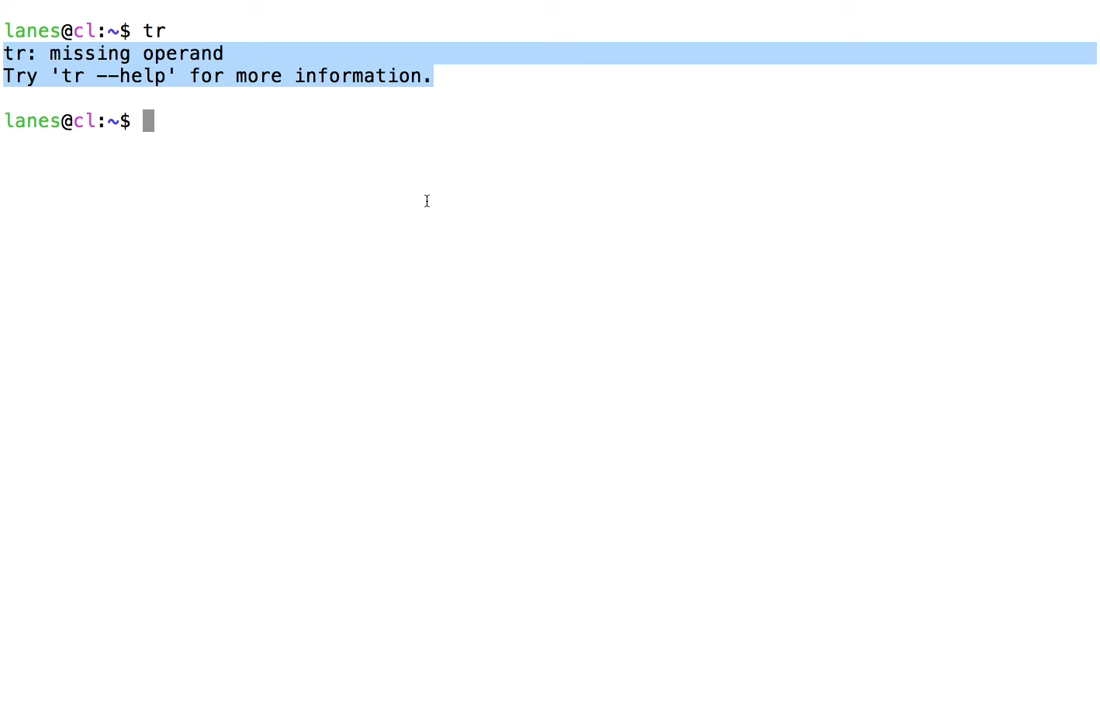 lanes@cl:~$ tr
tr: missing operand
Try 'tr --help' for more information.
lanes@cl:~$